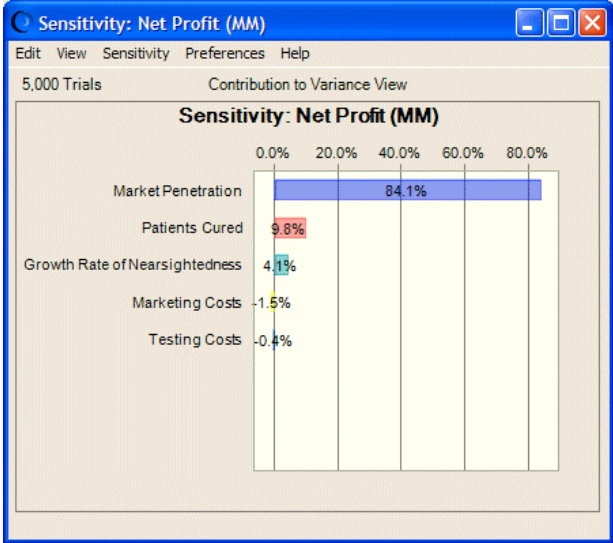 Sensitivity: Net Profit (MM)
Edit View Sensitivity Preferences Help
5,000 Trials Contribution to Variance View
Sensitivity: Net Profit (MM)
0.0% 20.0% 40.0% 60.0% 80.0%
Market Penetration 84.1%
Patients Cured 9.8%
Growth Rate of Nearsightedness 4.1%
Marketing Costs -1.5%
Testing Costs -0.4%